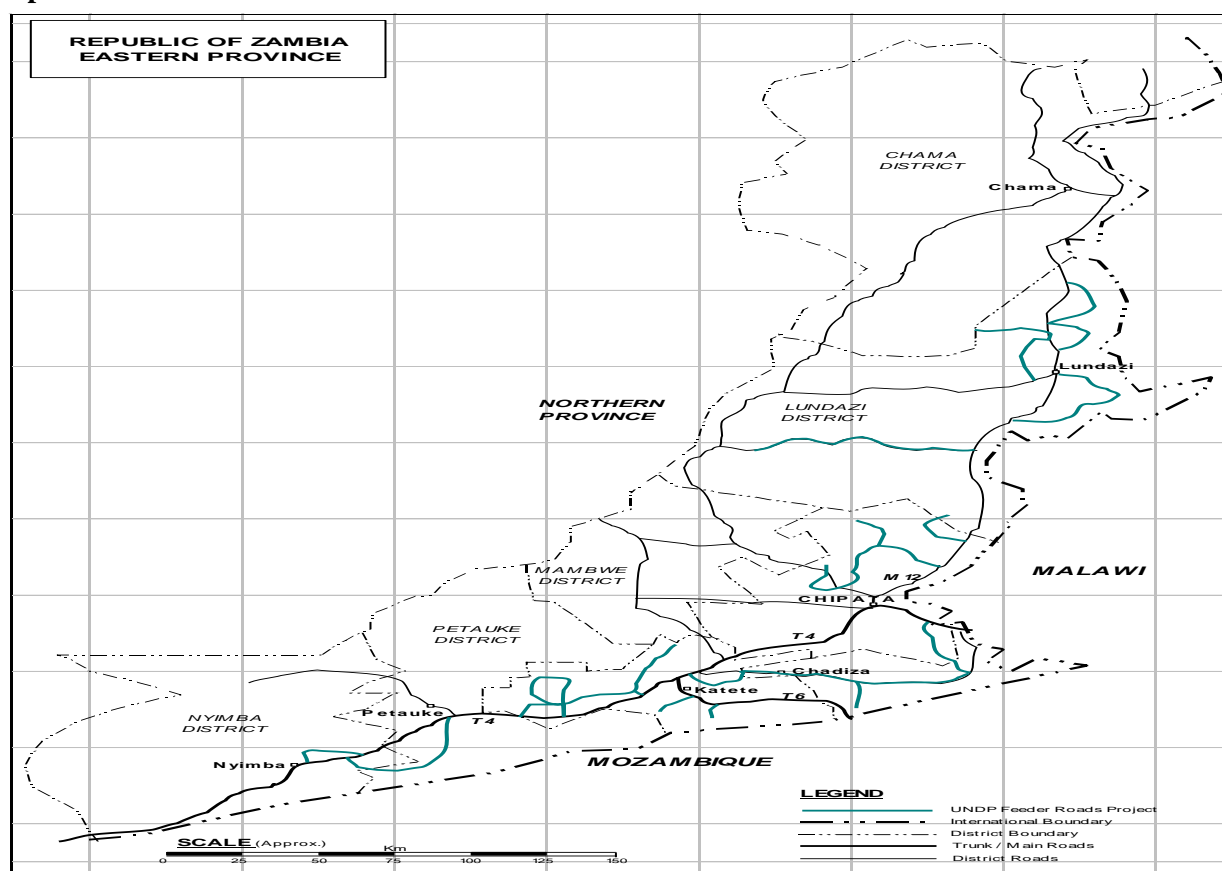 REPUBLIC OF ZAMBIA
EASTERN PROVINCE
CHAMA
DISTRICT
Chama
Lundazi
NORTHERN
PROVINCE
LUNDAZI
DISTRICT
MAMBWE
DISTRICT
M 12
MALAWI
CHIPATA
PETAUKE
DISTRICT
T4
Chadiza
Katete
T6
Petauke
T4
NYIMBA
DISTRICT
Nyimba
MOZAMBIQUE
LEGEND
UNDP Feeder Roads Project
International Boundary
District Boundary
Trunk / Main Roads
District Roads
SCALE (Approx.)
Km
0 25 50 75 100 125 150